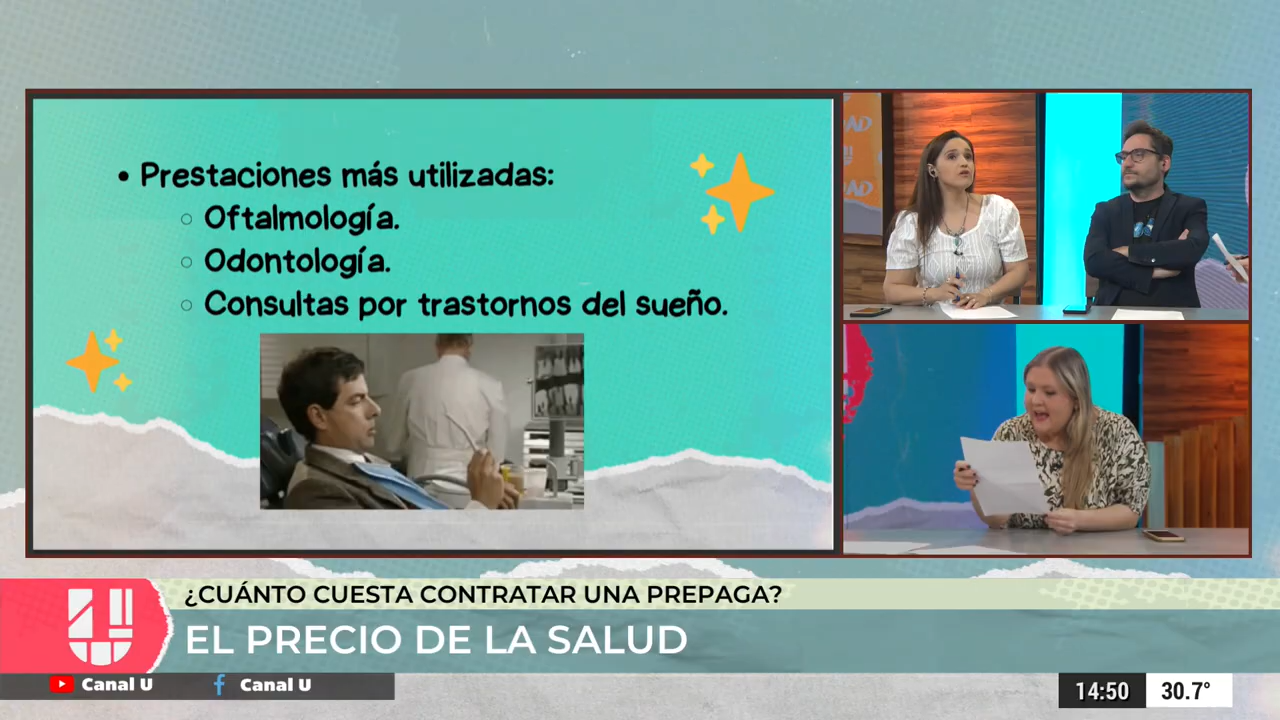 • Prestaciones más utilizadas:
○ Oftalmología.
○ Odontología.
○ Consultas por trastornos del sueño.
¿CUÁNTO CUESTA CONTRATAR UNA PREPAGA?
EL PRECIO DE LA SALUD
Canal U
Canal U
14:50
30.7°